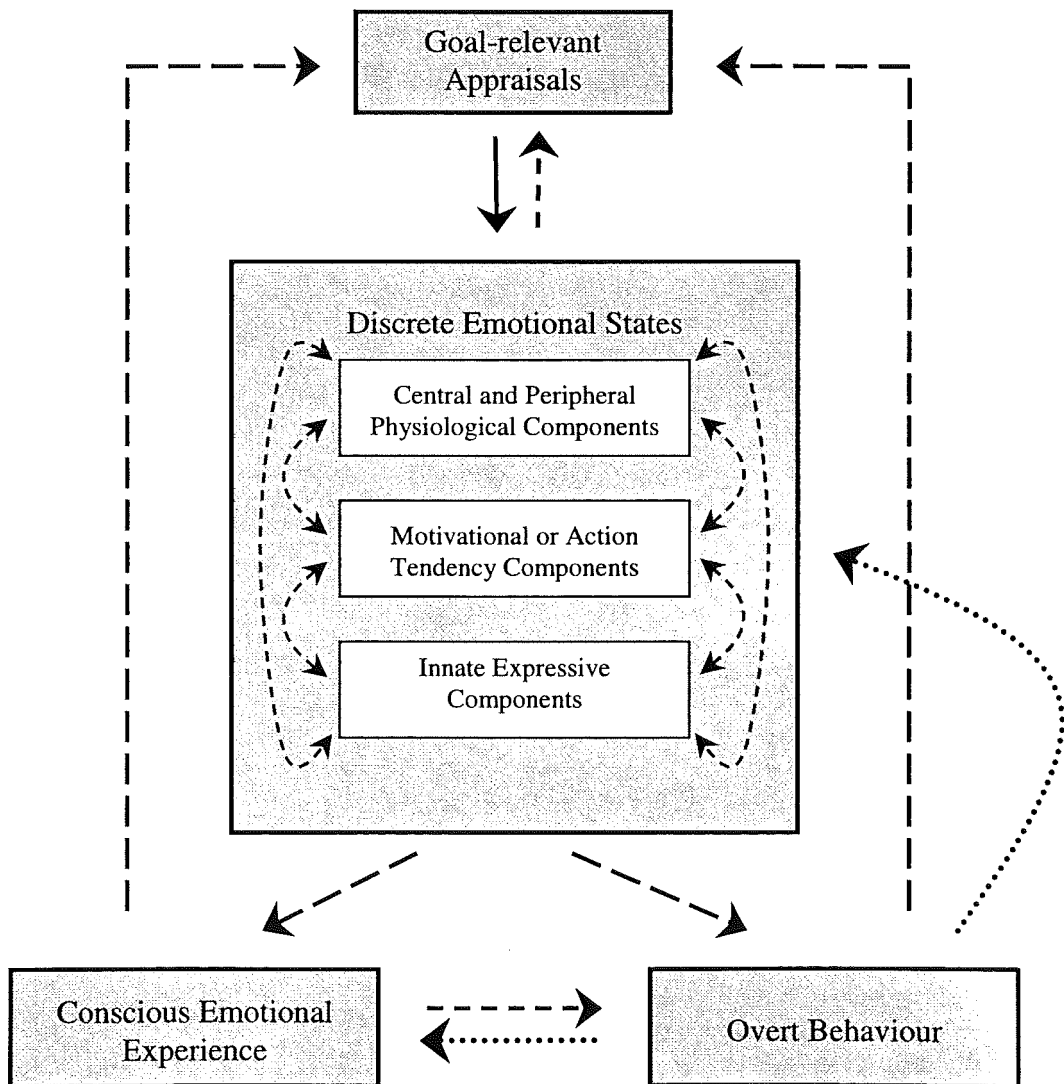 Goal-relevant
Appraisals
Discrete Emotional States
Central and Peripheral
Physiological Components
Motivational or Action
Tendency Components
Innate Expressive
Components
Conscious Emotional
Experience
Overt Behaviour